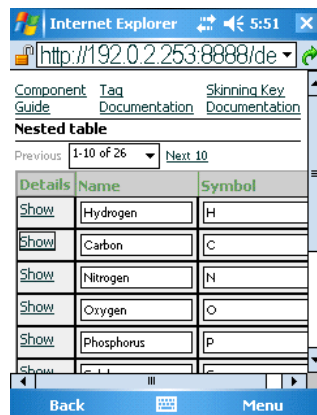 Internet Explorer 5:51
http://192.0.2.253:8888/de
Component Guide Tag Documentation Skinning Key Documentation
Nested table
Previous 1-10 of 26 Next 10
Details Name Symbol
Show Hydrogen H
Show Carbon C
Show Nitrogen N
Show Oxygen O
Show Phosphorus P
Show
Back Menu